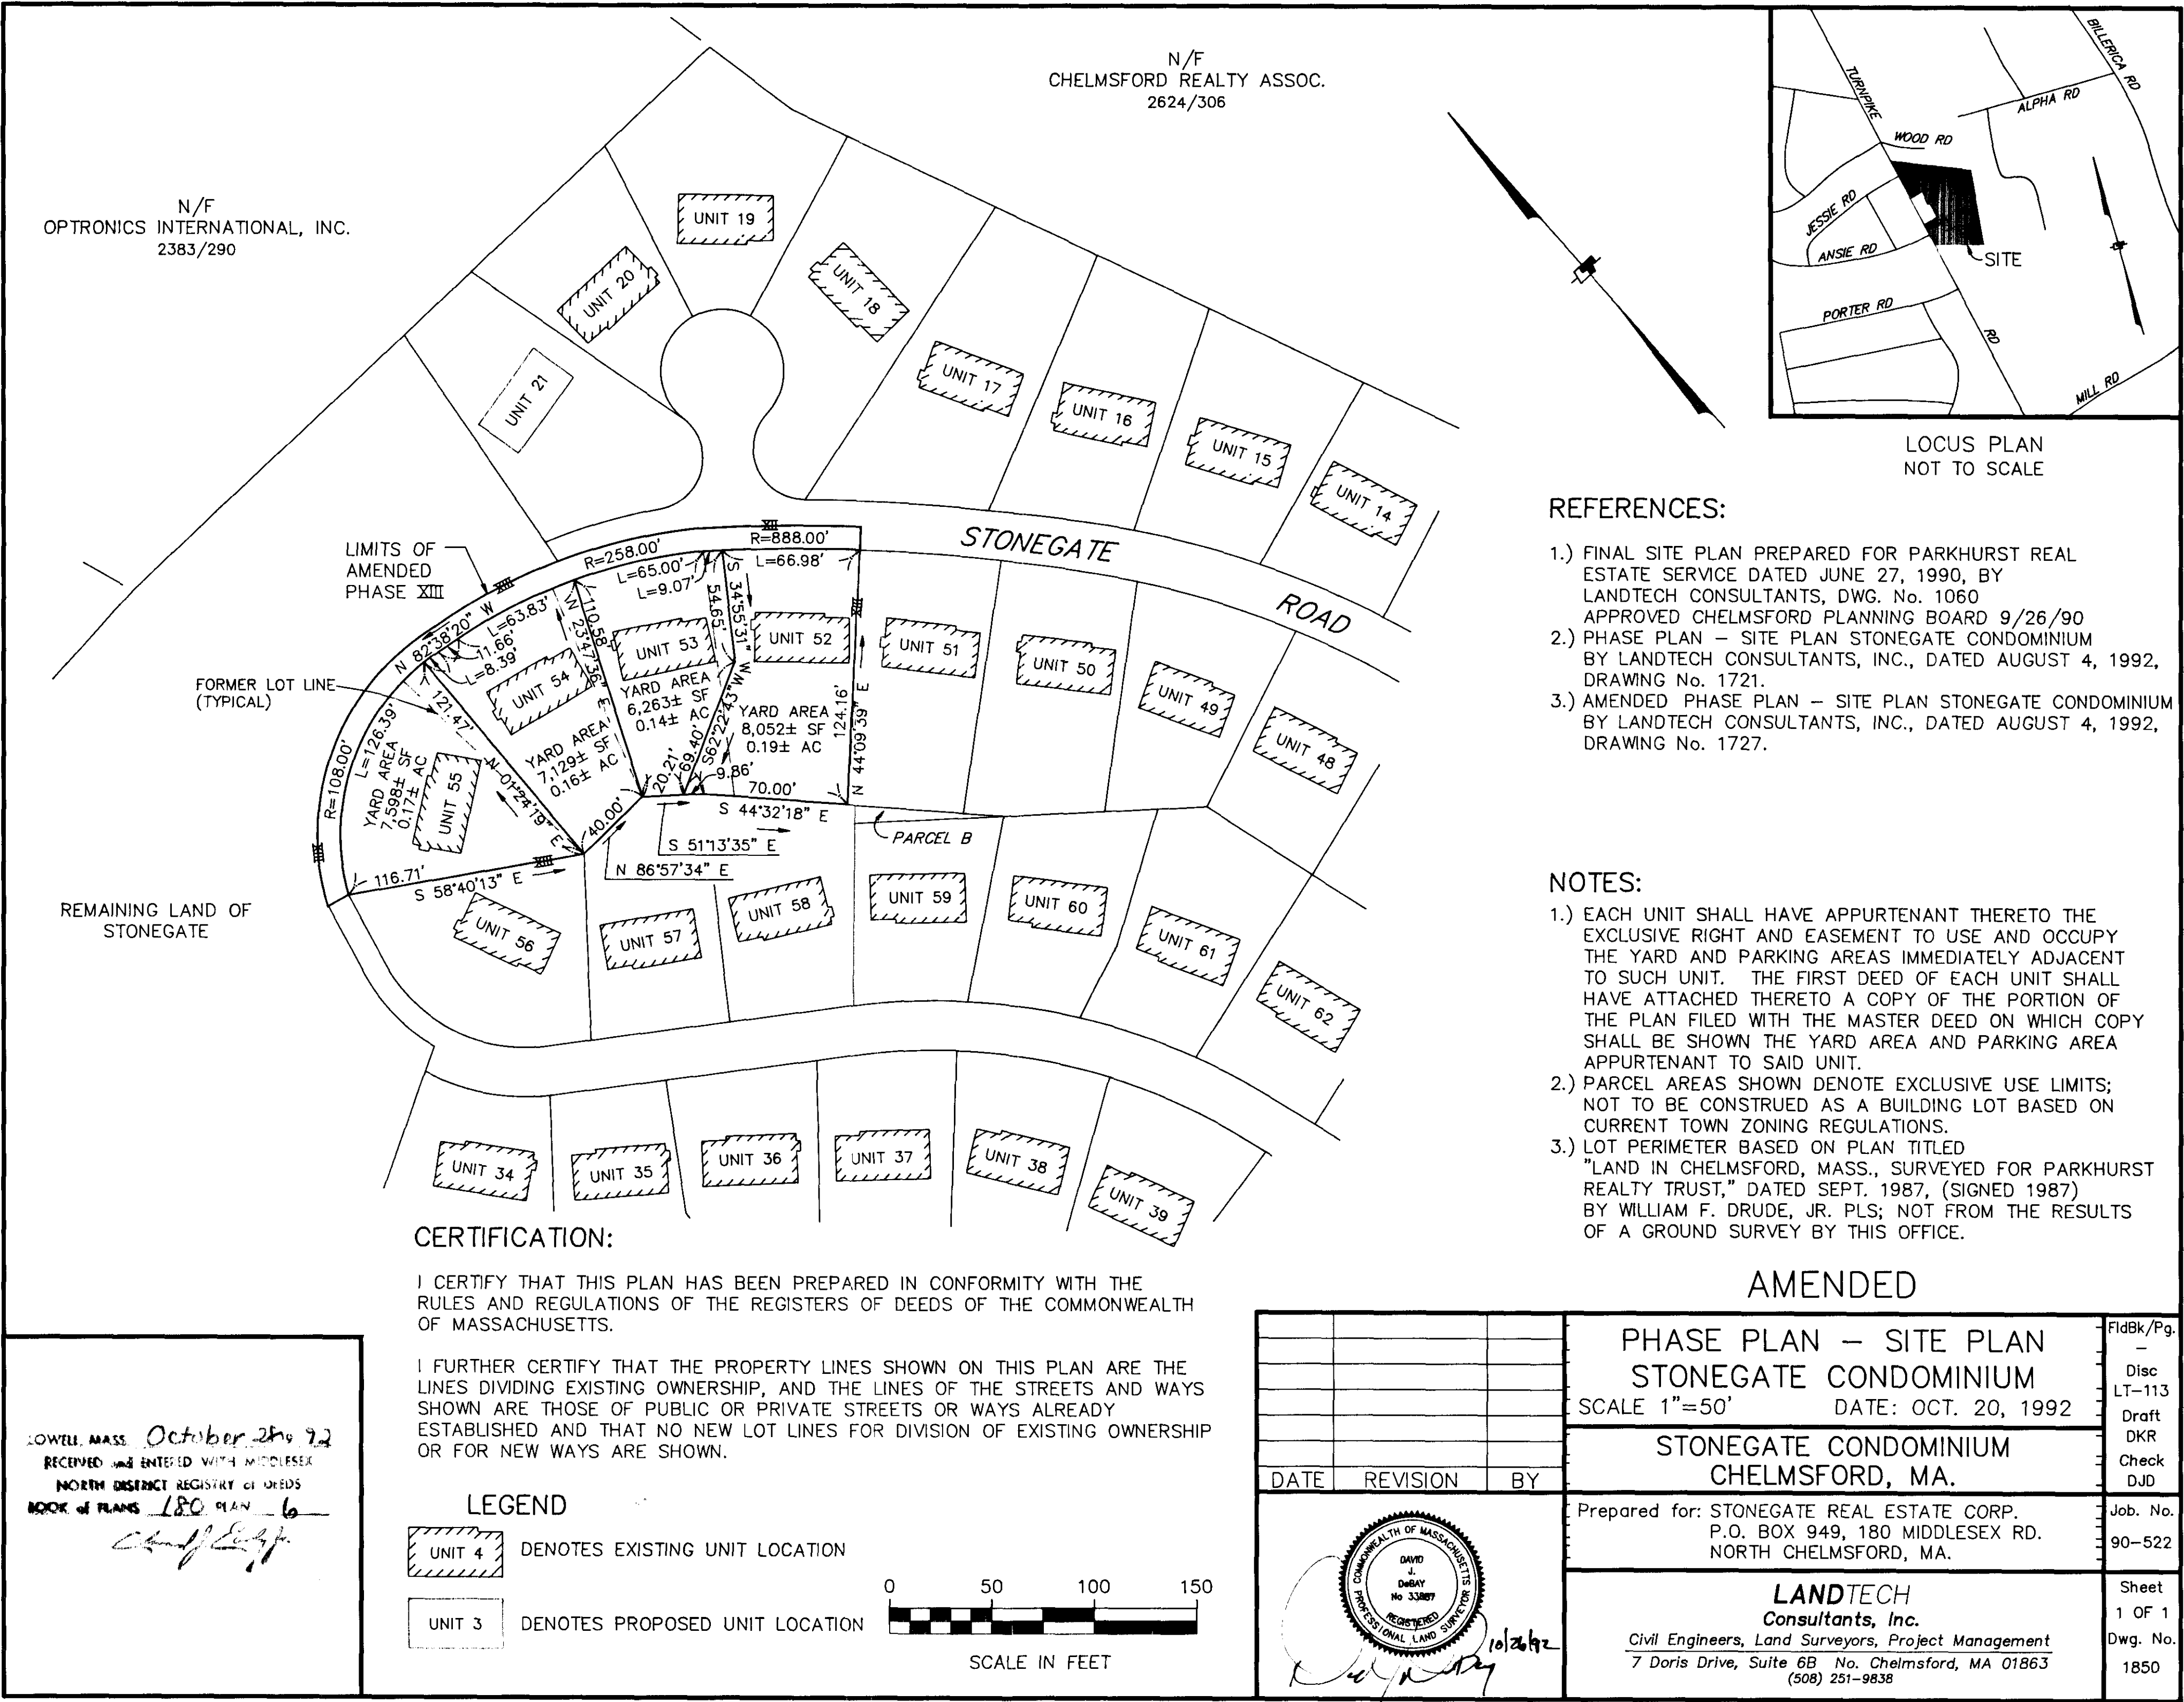 N/F
CHELMSFORD REALTY ASSOC.
2624/306
N/F
OPTRONICS INTERNATIONAL, INC.
2383/290
TURNPIKE
BILLERICA RD
ALPHA RD
WOOD RD
JESSIE RD
ANSIE RD
SITE
PORTER RD
RD
MILL RD
LOCUS PLAN
NOT TO SCALE
UNIT 19
UNIT 20
UNIT 18
UNIT 21
UNIT 17
UNIT 16
UNIT 15
UNIT 14
STONEGATE
ROAD
LIMITS OF
AMENDED
PHASE XIII
XIII
R=258.00'
R=888.00'
L=65.00'
L=9.07'
L=66.98'
N 82°38'20" W
L=63.83'
11.66'
L=8.39'
110.58'
N 23°47'36" E
54.65'
S 34°55'31" W
UNIT 54
UNIT 53
UNIT 52
UNIT 51
UNIT 50
UNIT 49
UNIT 48
FORMER LOT LINE
(TYPICAL)
YARD AREA
6,263± SF
0.14± AC
YARD AREA
8,052± SF
0.19± AC
YARD AREA
7,129± SF
0.16± AC
YARD AREA
7,598± SF
0.17± AC
UNIT 55
R=108.00'
L=126.39'
121.47'
N 01°24'19" E
69.40'
S62°22'43"W
124.16'
N 44°09'39" E
20.21'
9.86'
70.00'
S 44°32'18" E
40.00'
S 51°13'35" E
N 86°57'34" E
PARCEL B
XIII
XIII
116.71'
S 58°40'13" E
REMAINING LAND OF
STONEGATE
UNIT 56
UNIT 57
UNIT 58
UNIT 59
UNIT 60
UNIT 61
UNIT 62
UNIT 34
UNIT 35
UNIT 36
UNIT 37
UNIT 38
UNIT 39
REFERENCES:
1.) FINAL SITE PLAN PREPARED FOR PARKHURST REAL
ESTATE SERVICE DATED JUNE 27, 1990, BY
LANDTECH CONSULTANTS, DWG. No. 1060
APPROVED CHELMSFORD PLANNING BOARD 9/26/90
2.) PHASE PLAN – SITE PLAN STONEGATE CONDOMINIUM
BY LANDTECH CONSULTANTS, INC., DATED AUGUST 4, 1992,
DRAWING No. 1721.
3.) AMENDED PHASE PLAN – SITE PLAN STONEGATE CONDOMINIUM
BY LANDTECH CONSULTANTS, INC., DATED AUGUST 4, 1992,
DRAWING No. 1727.
NOTES:
1.) EACH UNIT SHALL HAVE APPURTENANT THERETO THE
EXCLUSIVE RIGHT AND EASEMENT TO USE AND OCCUPY
THE YARD AND PARKING AREAS IMMEDIATELY ADJACENT
TO SUCH UNIT. THE FIRST DEED OF EACH UNIT SHALL
HAVE ATTACHED THERETO A COPY OF THE PORTION OF
THE PLAN FILED WITH THE MASTER DEED ON WHICH COPY
SHALL BE SHOWN THE YARD AREA AND PARKING AREA
APPURTENANT TO SAID UNIT.
2.) PARCEL AREAS SHOWN DENOTE EXCLUSIVE USE LIMITS;
NOT TO BE CONSTRUED AS A BUILDING LOT BASED ON
CURRENT TOWN ZONING REGULATIONS.
3.) LOT PERIMETER BASED ON PLAN TITLED
"LAND IN CHELMSFORD, MASS., SURVEYED FOR PARKHURST
REALTY TRUST," DATED SEPT. 1987, (SIGNED 1987)
BY WILLIAM F. DRUDE, JR. PLS; NOT FROM THE RESULTS
OF A GROUND SURVEY BY THIS OFFICE.
CERTIFICATION:
I CERTIFY THAT THIS PLAN HAS BEEN PREPARED IN CONFORMITY WITH THE
RULES AND REGULATIONS OF THE REGISTERS OF DEEDS OF THE COMMONWEALTH
OF MASSACHUSETTS.
I FURTHER CERTIFY THAT THE PROPERTY LINES SHOWN ON THIS PLAN ARE THE
LINES DIVIDING EXISTING OWNERSHIP, AND THE LINES OF THE STREETS AND WAYS
SHOWN ARE THOSE OF PUBLIC OR PRIVATE STREETS OR WAYS ALREADY
ESTABLISHED AND THAT NO NEW LOT LINES FOR DIVISION OF EXISTING OWNERSHIP
OR FOR NEW WAYS ARE SHOWN.
LOWELL, MASS. October 92
RECEIVED and ENTERED WITH MIDDLESEX
NORTH DISTRICT REGISTRY of DEEDS
BOOK of PLANS 180 PLAN 6
LEGEND
UNIT 4 DENOTES EXISTING UNIT LOCATION
UNIT 3 DENOTES PROPOSED UNIT LOCATION
0 50 100 150
SCALE IN FEET
AMENDED
PHASE PLAN – SITE PLAN
STONEGATE CONDOMINIUM
SCALE 1"=50' DATE: OCT. 20, 1992
STONEGATE CONDOMINIUM
CHELMSFORD, MA.
Prepared for: STONEGATE REAL ESTATE CORP.
P.O. BOX 949, 180 MIDDLESEX RD.
NORTH CHELMSFORD, MA.
LANDTECH
Consultants, Inc.
Civil Engineers, Land Surveyors, Project Management
7 Doris Drive, Suite 6B No. Chelmsford, MA 01863
(508) 251-9838
FldBk/Pg.
–
Disc
LT-113
Draft
DKR
Check
DJD
Job. No.
90-522
Sheet
1 OF 1
Dwg. No.
1850
DATE REVISION BY
COMMONWEALTH OF MASSACHUSETTS
DAVID
J.
DeBAY
No 33887
REGISTERED
PROFESSIONAL LAND SURVEYOR
10/26/92